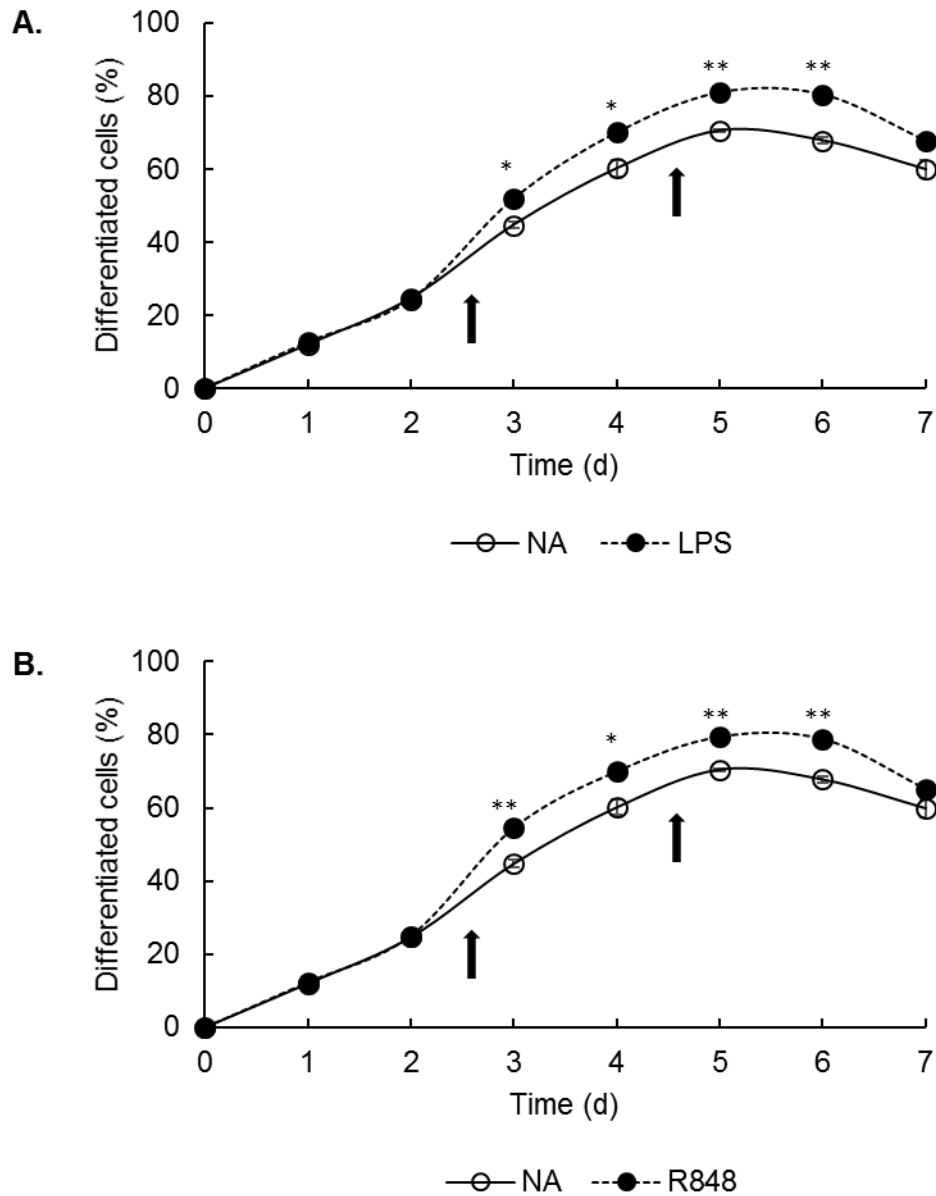 A.
Differentiated cells (%)
100
80
60
40
20
0
* * ** **
0 1 2 3 4 5 6 7
Time (d)
NA LPS
B.
Differentiated cells (%)
100
80
60
40
20
0
** * ** **
0 1 2 3 4 5 6 7
Time (d)
NA R848